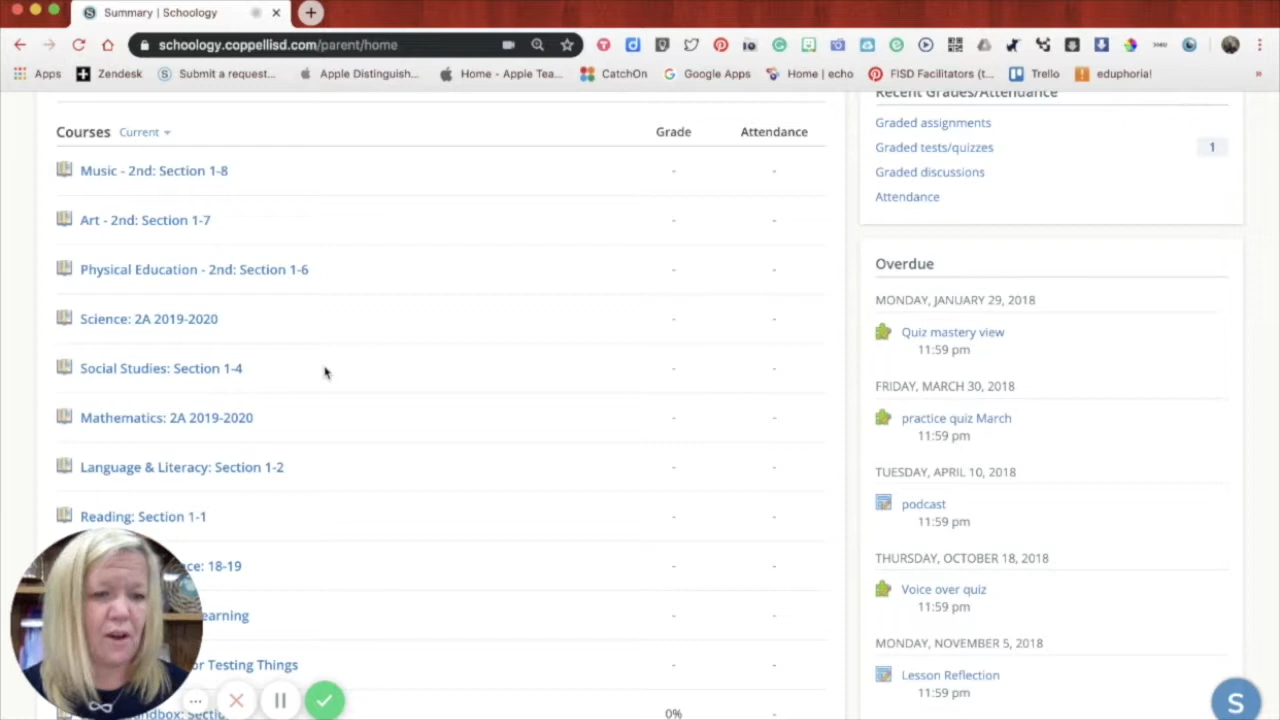 Summary | Schoology
schoology.coppellisd.com/parent/home
Apps Zendesk Submit a request... Apple Distinguish... Home - Apple Tea... CatchOn Google Apps Home | echo FISD Facilitators (t... Trello eduphoria! »
Courses Current Grade Attendance
Music - 2nd: Section 1-8 - -
Art - 2nd: Section 1-7 - -
Physical Education - 2nd: Section 1-6 - -
Science: 2A 2019-2020 - -
Social Studies: Section 1-4 - -
Mathematics: 2A 2019-2020 - -
Language & Literacy: Section 1-2 - -
Reading: Section 1-1 - -
ce: 18-19 - -
earning - -
or Testing Things - -
0% -
Recent Grades/Attendance
Graded assignments
Graded tests/quizzes 1
Graded discussions
Attendance
Overdue
MONDAY, JANUARY 29, 2018
Quiz mastery view
11:59 pm
FRIDAY, MARCH 30, 2018
practice quiz March
11:59 pm
TUESDAY, APRIL 10, 2018
podcast
11:59 pm
THURSDAY, OCTOBER 18, 2018
Voice over quiz
11:59 pm
MONDAY, NOVEMBER 5, 2018
Lesson Reflection
11:59 pm
S